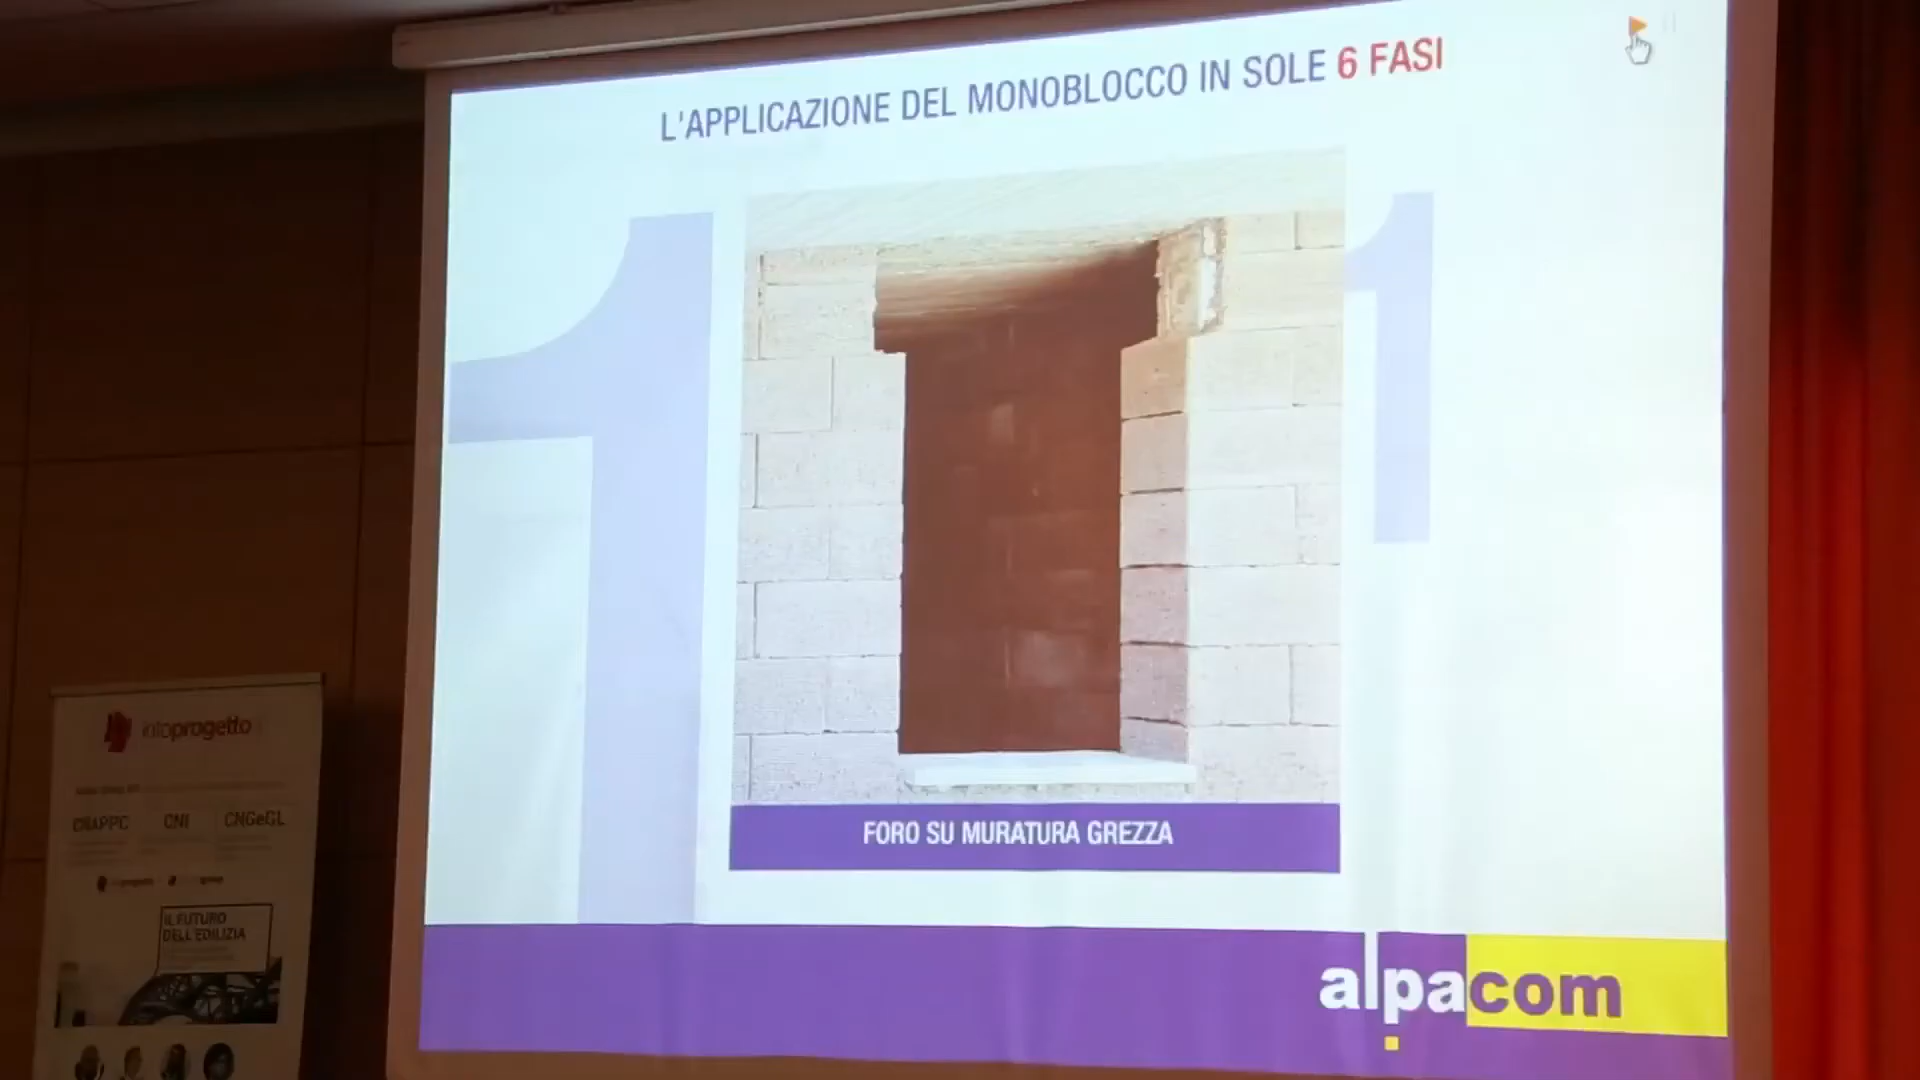 L'APPLICAZIONE DEL MONOBLOCCO IN SOLE 6 FASI
1
1
FORO SU MURATURA GREZZA
alpacom
infoprogetto
CNAPPC CNI CNGeGL
IL FUTURO
DELL'EDILIZIA